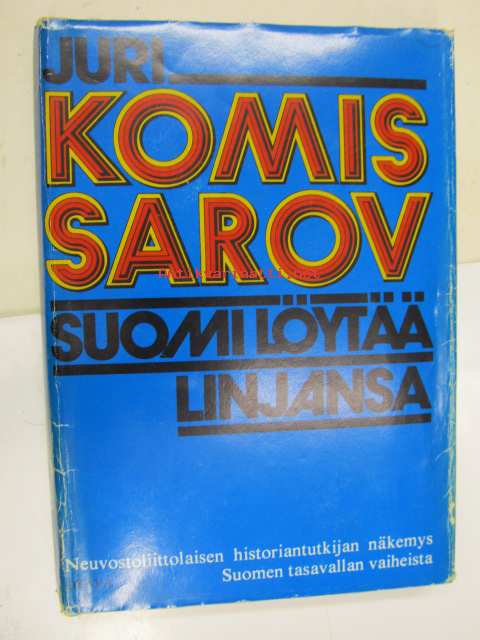 JURI
KOMIS
SAROV
SUOMI LÖYTÄÄ
LINJANSA
Neuvostoliittolaisen historiantutkijan näkemys
Suomen tasavallan vaiheista